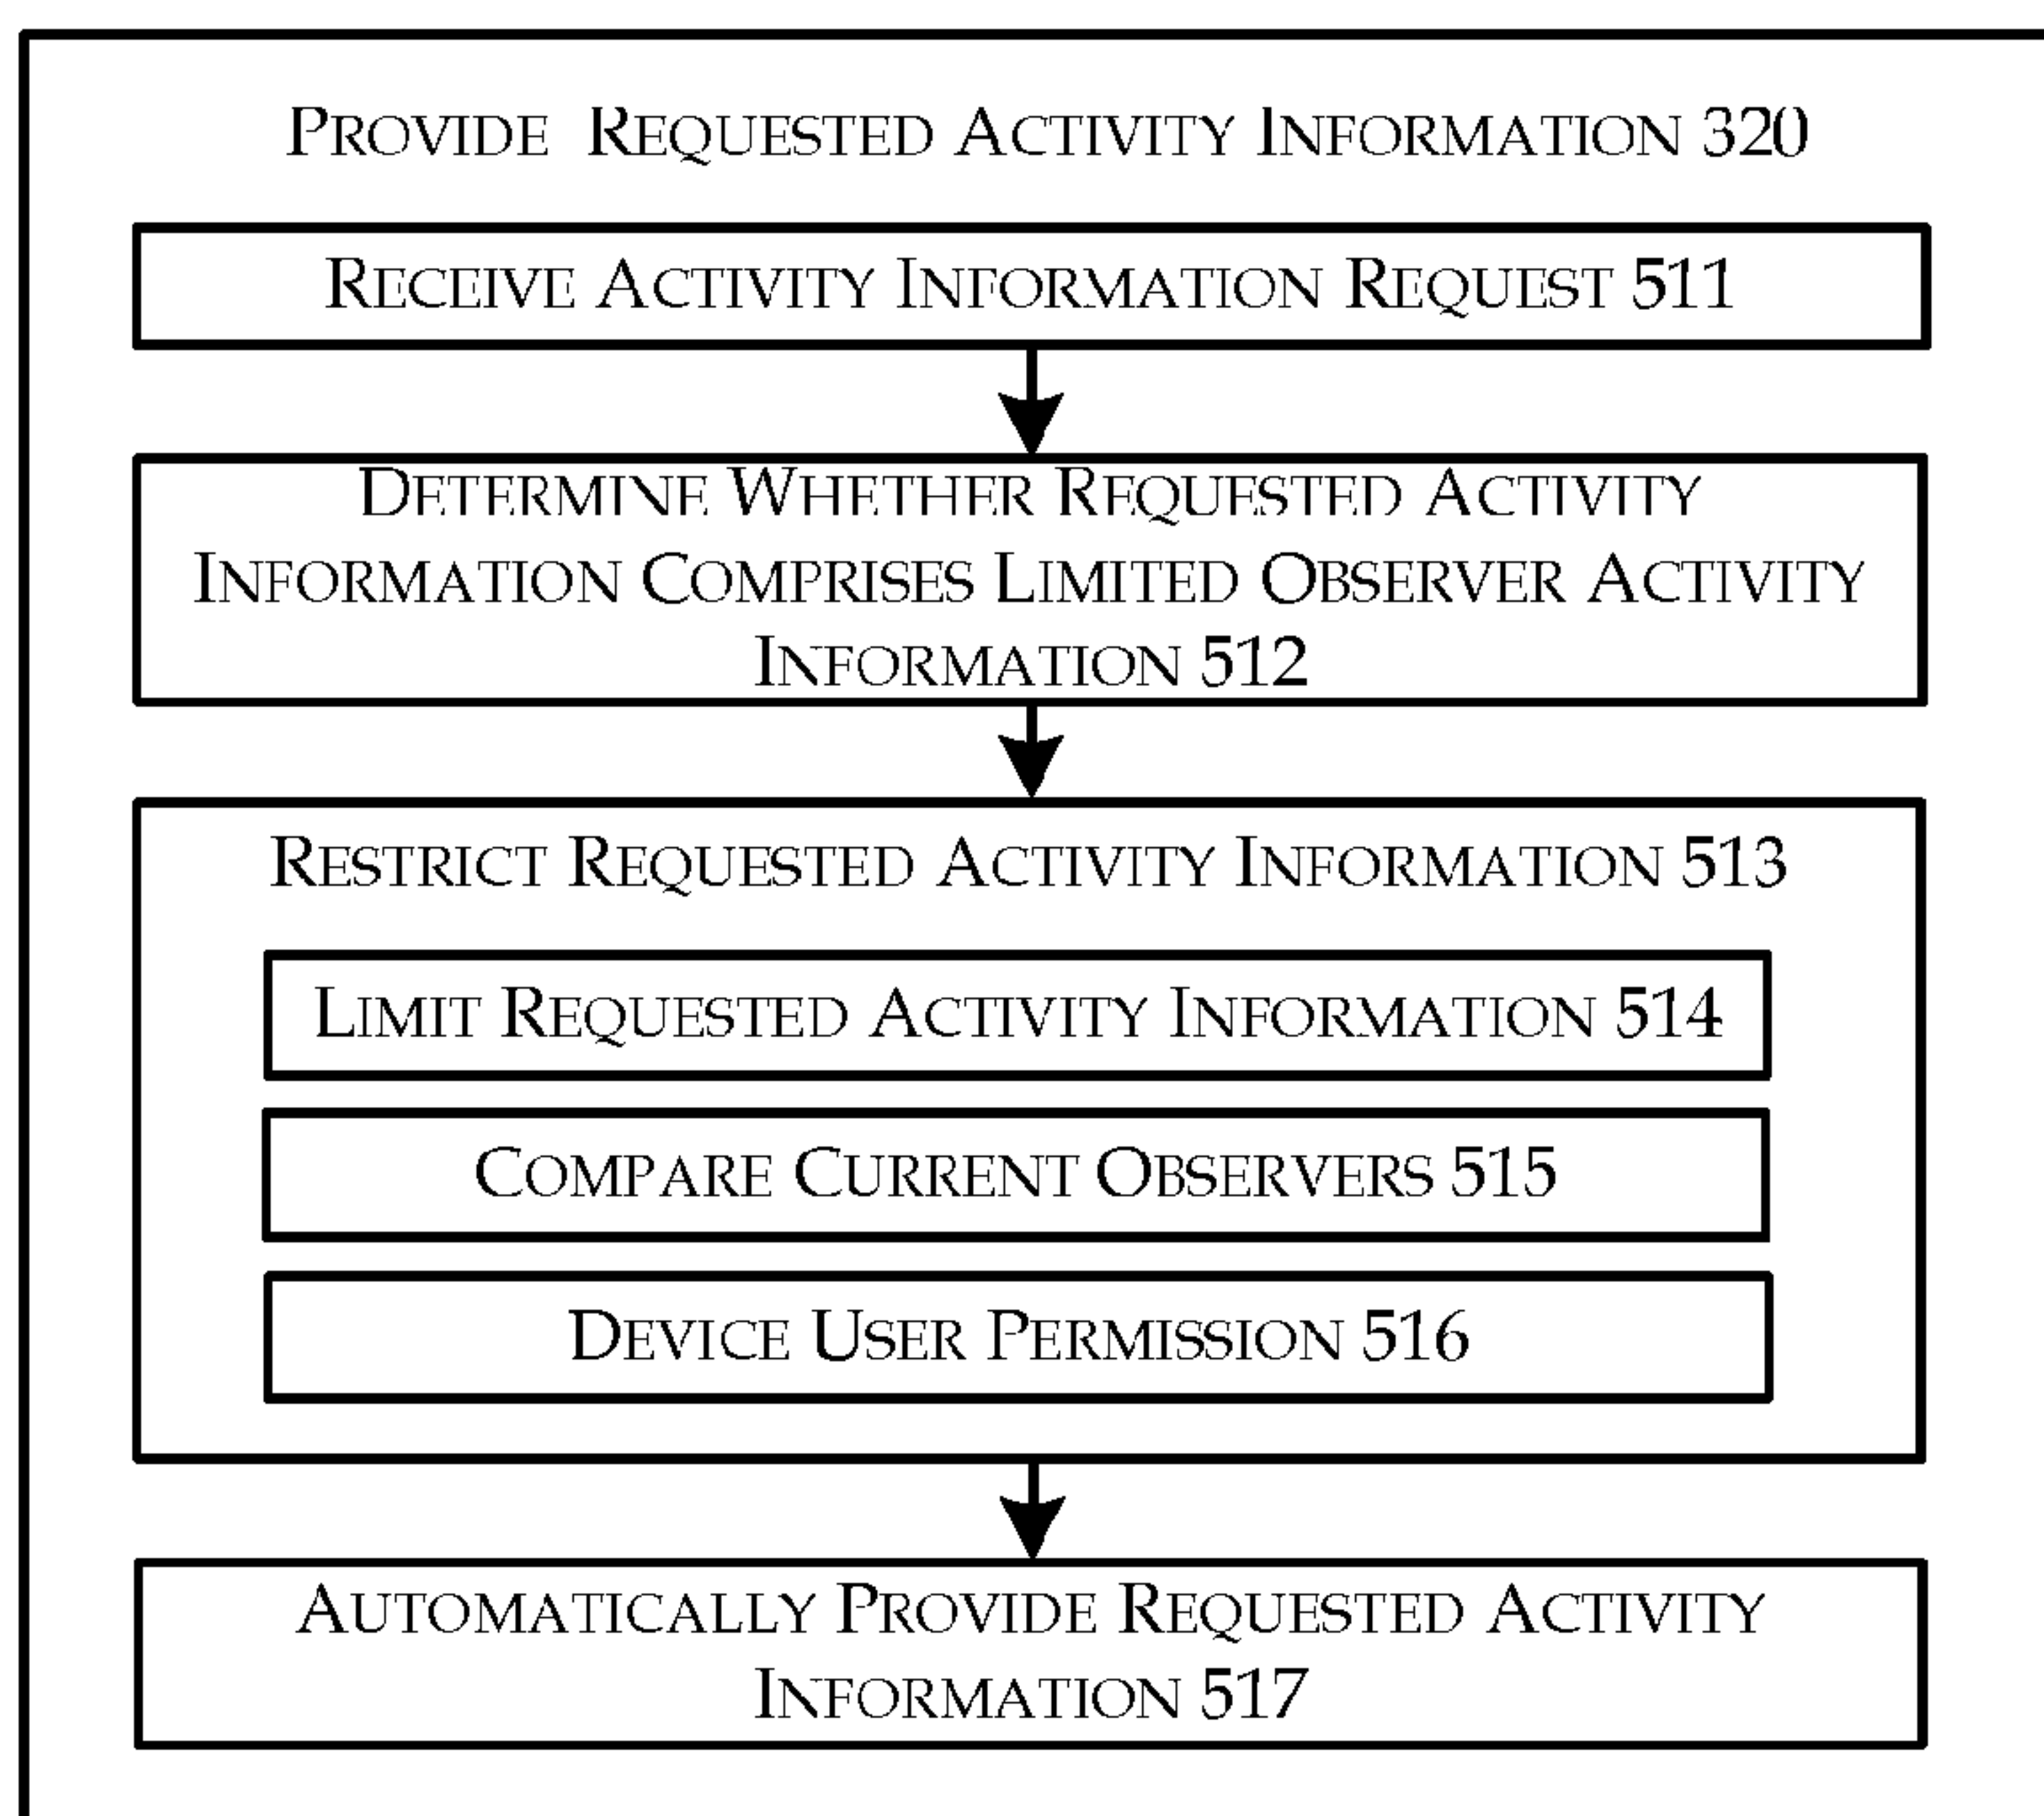 PROVIDE REQUESTED ACTIVITY INFORMATION 320
RECEIVE ACTIVITY INFORMATION REQUEST 511
DETERMINE WHETHER REQUESTED ACTIVITY
INFORMATION COMPRISES LIMITED OBSERVER ACTIVITY
INFORMATION 512
RESTRICT REQUESTED ACTIVITY INFORMATION 513
LIMIT REQUESTED ACTIVITY INFORMATION 514
COMPARE CURRENT OBSERVERS 515
DEVICE USER PERMISSION 516
AUTOMATICALLY PROVIDE REQUESTED ACTIVITY
INFORMATION 517